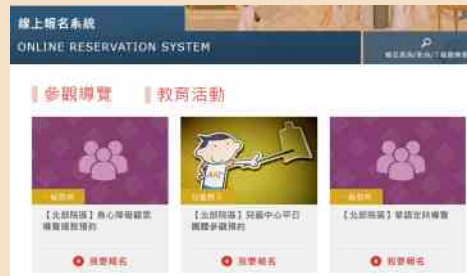 線上報名系統
ONLINE RESERVATION SYSTEM
參觀導覽
教育活動
【北部院區】身心障礙觀眾
導覽服務預約
我要報名
【北部院區】兒藝中心平日
團體參觀預約
我要報名
【北部院區】華語定時導覽
我要報名